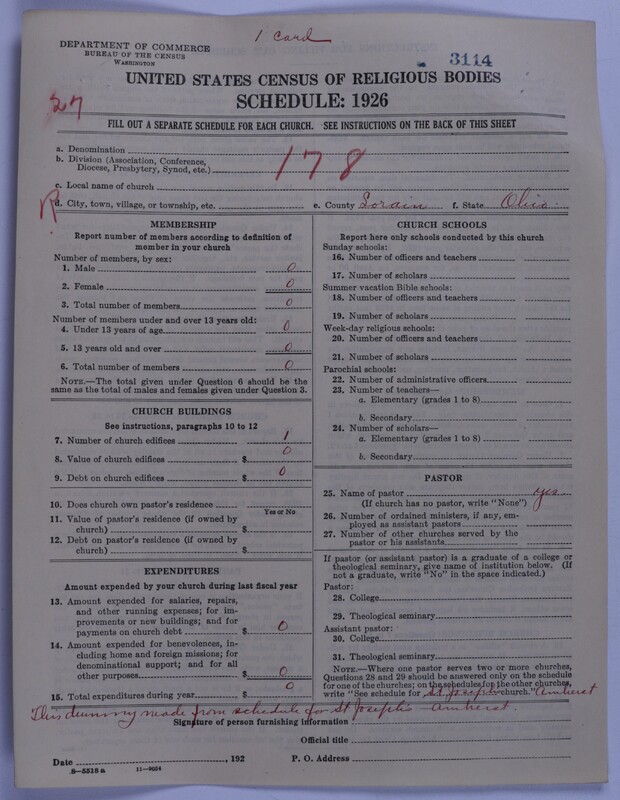 1 card
DEPARTMENT OF COMMERCE
BUREAU OF THE CENSUS
WASHINGTON
3114
UNITED STATES CENSUS OF RELIGIOUS BODIES
SCHEDULE: 1926
27
FILL OUT A SEPARATE SCHEDULE FOR EACH CHURCH. SEE INSTRUCTIONS ON THE BACK OF THIS SHEET
a. Denomination
b. Division (Association, Conference,
Diocese, Presbytery, Synod, etc.) 178
c. Local name of church
R
d. City, town, village, or township, etc. e. County Lorain f. State Ohio
MEMBERSHIP
Report number of members according to definition of
member in your church
Number of members, by sex:
1. Male 0
2. Female 0
3. Total number of members 0
Number of members under and over 13 years old:
4. Under 13 years of age 0
5. 13 years old and over 0
6. Total number of members 0
NOTE.—The total given under Question 6 should be the
same as the total of males and females given under Question 3.
CHURCH BUILDINGS
See instructions, paragraphs 10 to 12
7. Number of church edifices 1
8. Value of church edifices $ 0
9. Debt on church edifices $ 0
10. Does church own pastor's residence
Yes or No
11. Value of pastor's residence (if owned by
church) $
12. Debt on pastor's residence (if owned by
church) $
EXPENDITURES
Amount expended by your church during last fiscal year
13. Amount expended for salaries, repairs,
and other running expenses; for im-
provements or new buildings; and for
payments on church debt $ 0
14. Amount expended for benevolences, in-
cluding home and foreign missions; for
denominational support; and for all
other purposes $ 0
15. Total expenditures during year $ 0
CHURCH SCHOOLS
Report here only schools conducted by this church
Sunday schools:
16. Number of officers and teachers
17. Number of scholars
Summer vacation Bible schools:
18. Number of officers and teachers
19. Number of scholars
Week-day religious schools:
20. Number of officers and teachers
21. Number of scholars
Parochial schools:
22. Number of administrative officers
23. Number of teachers—
a. Elementary (grades 1 to 8)
b. Secondary
24. Number of scholars—
a. Elementary (grades 1 to 8)
b. Secondary
PASTOR
25. Name of pastor yes
(If church has no pastor, write "None")
26. Number of ordained ministers, if any, em-
ployed as assistant pastors
27. Number of other churches served by the
pastor or his assistants
If pastor (or assistant pastor) is a graduate of a college or
theological seminary, give name of institution below. (If
not a graduate, write "No" in the space indicated.)
Pastor:
28. College
29. Theological seminary
Assistant pastor:
30. College
31. Theological seminary
NOTE.—Where one pastor serves two or more churches,
Questions 28 and 29 should be answered only on the schedule
for one of the churches; on the schedules for the other churches,
write "See schedule for St Joseph's church." Amherst
This dummy made from schedule for St Joseph's - Amherst.
Signature of person furnishing information
Official title
Date , 192 P. O. Address
8-5518 a 11-9054